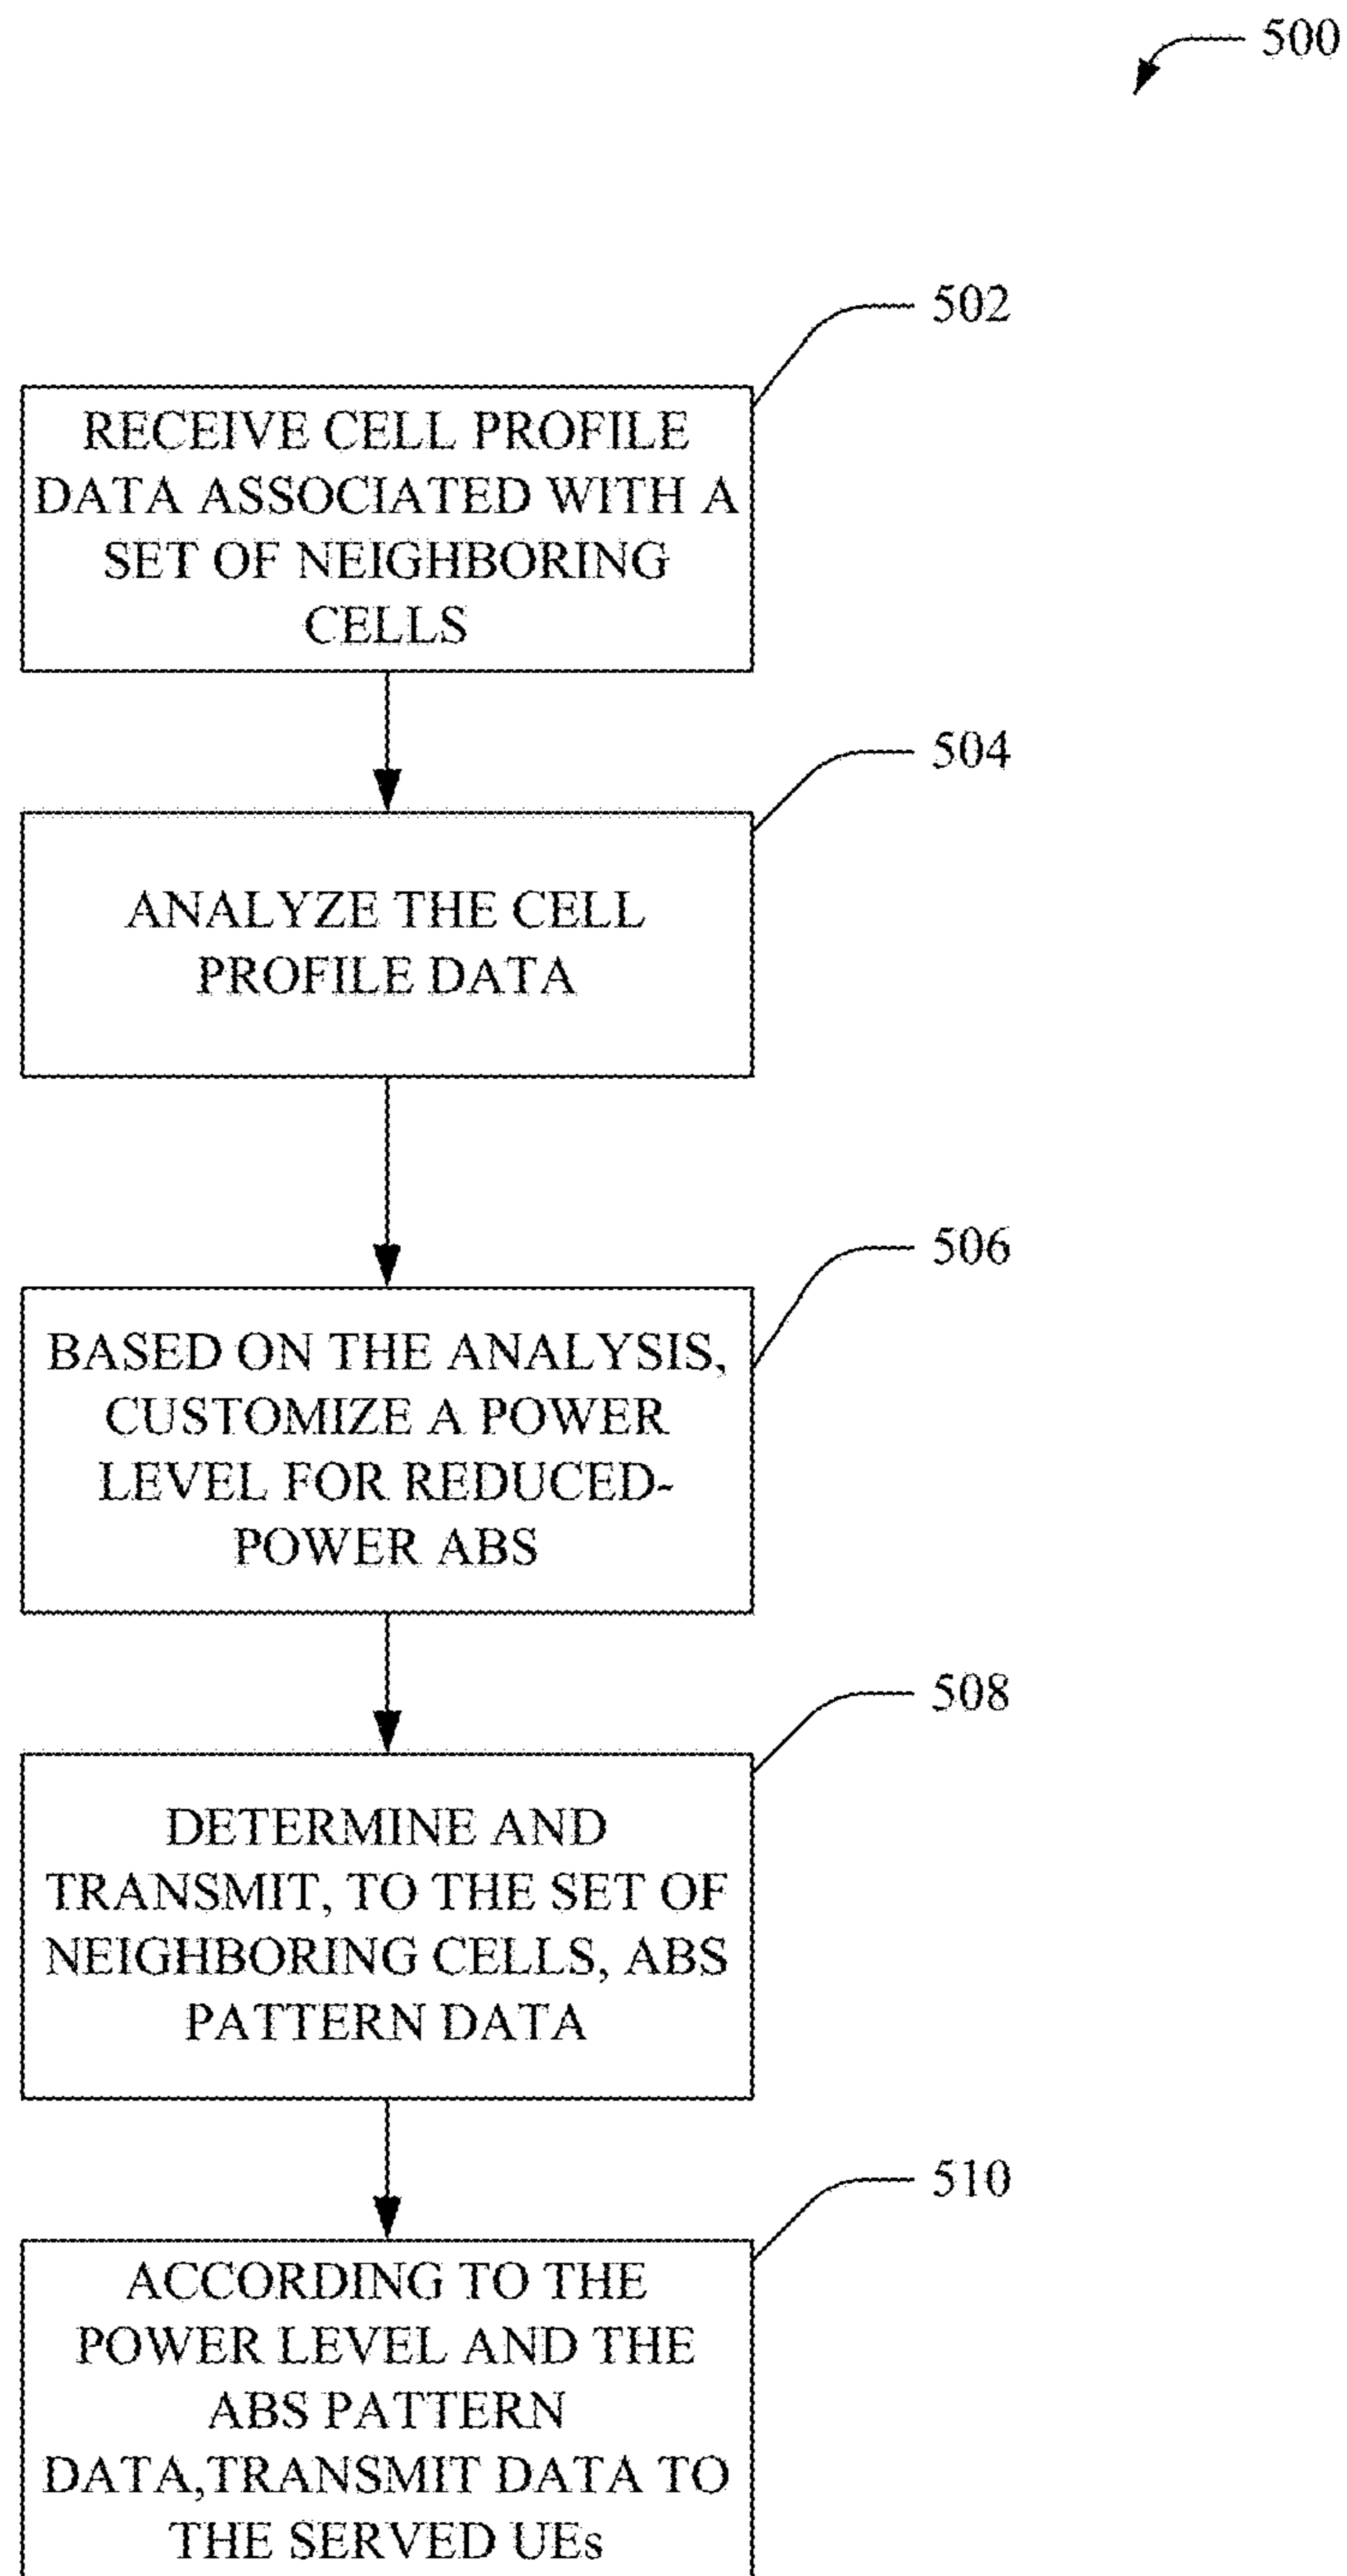 500
502
RECEIVE CELL PROFILE
DATA ASSOCIATED WITH A
SET OF NEIGHBORING
CELLS
504
ANALYZE THE CELL
PROFILE DATA
506
BASED ON THE ANALYSIS,
CUSTOMIZE A POWER
LEVEL FOR REDUCED-
POWER ABS
508
DETERMINE AND
TRANSMIT, TO THE SET OF
NEIGHBORING CELLS, ABS
PATTERN DATA
510
ACCORDING TO THE
POWER LEVEL AND THE
ABS PATTERN
DATA,TRANSMIT DATA TO
THE SERVED UEs